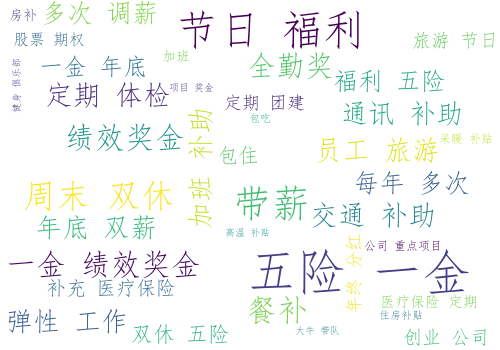 房补
多次 调薪
节日 福利
旅游 节日
股票 期权
加班
一金 年底
全勤奖
福利 五险
健身 俱乐部
定期 体检
项目 奖金
定期 团建
通讯 补助
包吃
绩效奖金
加班 补助
包住
员工 旅游
采暖 补贴
周末 双休
带薪
每年 多次
年底 双薪
高温 补贴
交通 补助
一金 绩效奖金
五险 一金
年终 分红
公司 重点项目
补充 医疗保险
餐补
医疗保险 定期
住房补贴
弹性 工作
双休 五险
大牛 带队
创业 公司